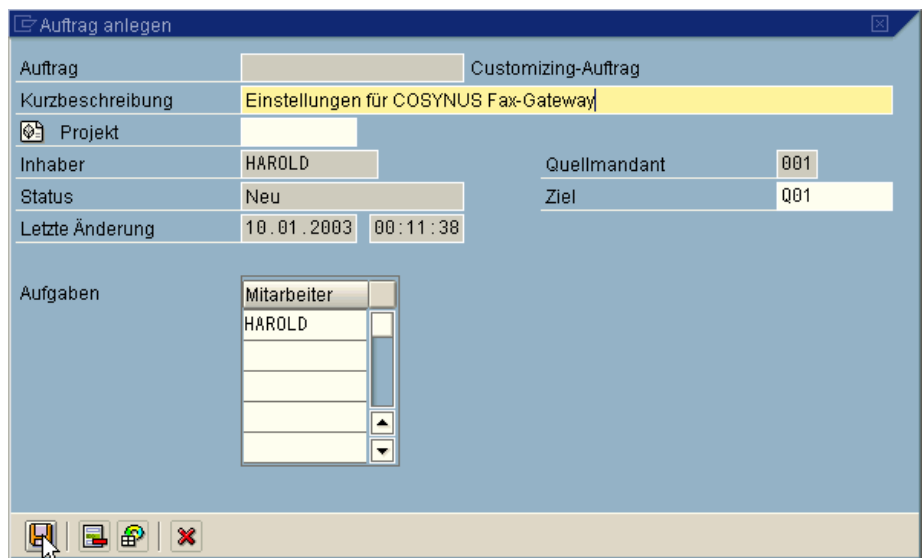 Auftrag anlegen
Auftrag Customizing-Auftrag
Kurzbeschreibung Einstellungen für COSYNUS Fax-Gateway
Projekt
Inhaber HAROLD Quellmandant 001
Status Neu Ziel Q01
Letzte Änderung 10.01.2003 00:11:38
Aufgaben Mitarbeiter
HAROLD